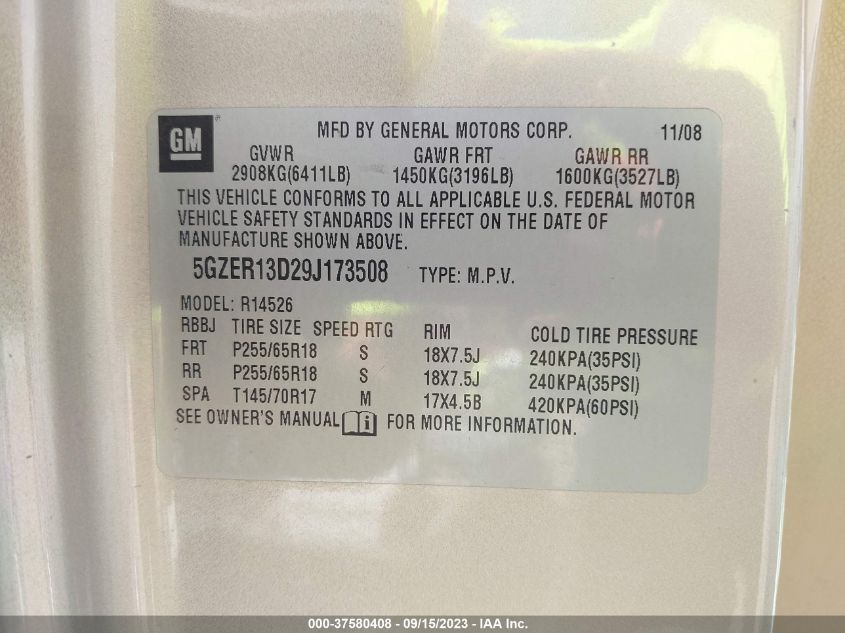 GM MFD BY GENERAL MOTORS CORP. 11/08
GVWR GAWR FRT GAWR RR
2908KG(6411LB) 1450KG(3196LB) 1600KG(3527LB)
THIS VEHICLE CONFORMS TO ALL APPLICABLE U.S. FEDERAL MOTOR
VEHICLE SAFETY STANDARDS IN EFFECT ON THE DATE OF
MANUFACTURE SHOWN ABOVE.
5GZER13D29J173508 TYPE: M.P.V.
MODEL: R14526
RBBJ TIRE SIZE SPEED RTG RIM COLD TIRE PRESSURE
FRT P255/65R18 S 18X7.5J 240KPA(35PSI)
RR P255/65R18 S 18X7.5J 240KPA(35PSI)
SPA T145/70R17 M 17X4.5B 420KPA(60PSI)
SEE OWNER'S MANUAL i FOR MORE INFORMATION.
000-37580408 - 09/15/2023 - IAA Inc.